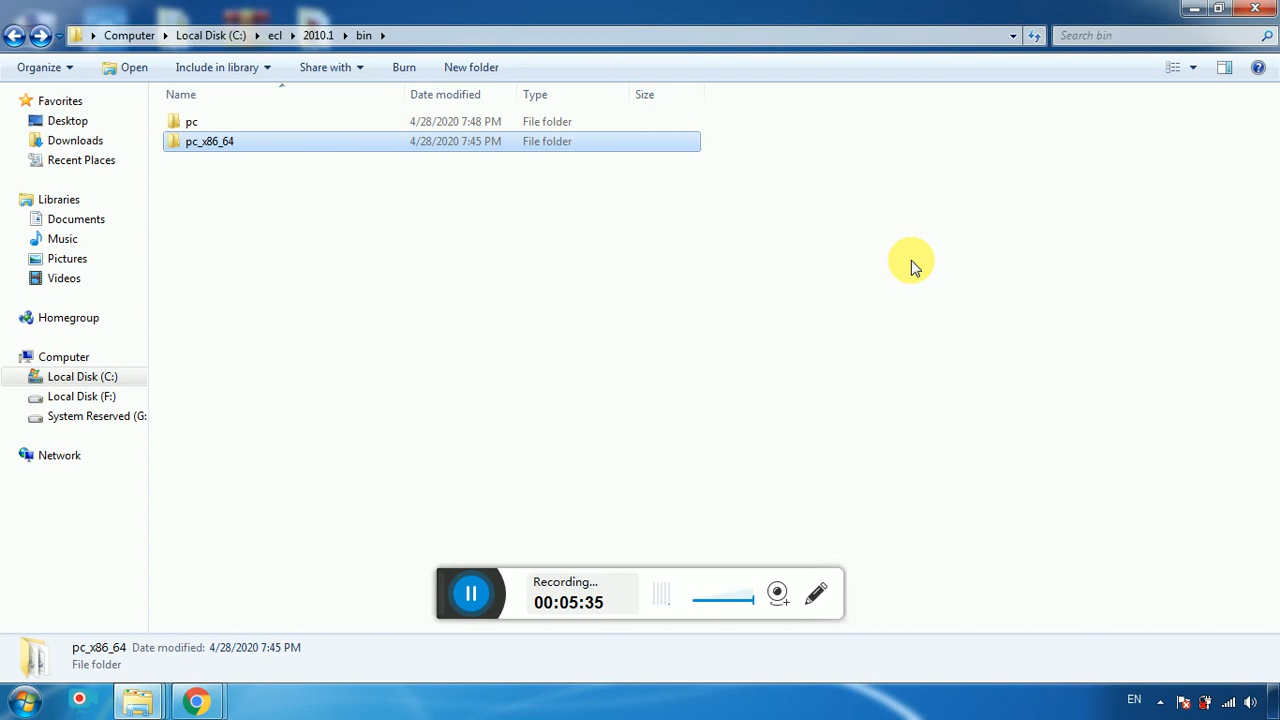 Computer Local Disk (C:) ecl 2010.1 bin Search bin
Organize Open Include in library Share with Burn New folder
Name Date modified Type Size
pc 4/28/2020 7:48 PM File folder
pc_x86_64 4/28/2020 7:45 PM File folder
Favorites
Desktop
Downloads
Recent Places
Libraries
Documents
Music
Pictures
Videos
Homegroup
Computer
Local Disk (C:)
Local Disk (F:)
System Reserved (G:
Network
Recording...
00:05:35
pc_x86_64 Date modified: 4/28/2020 7:45 PM
File folder
EN